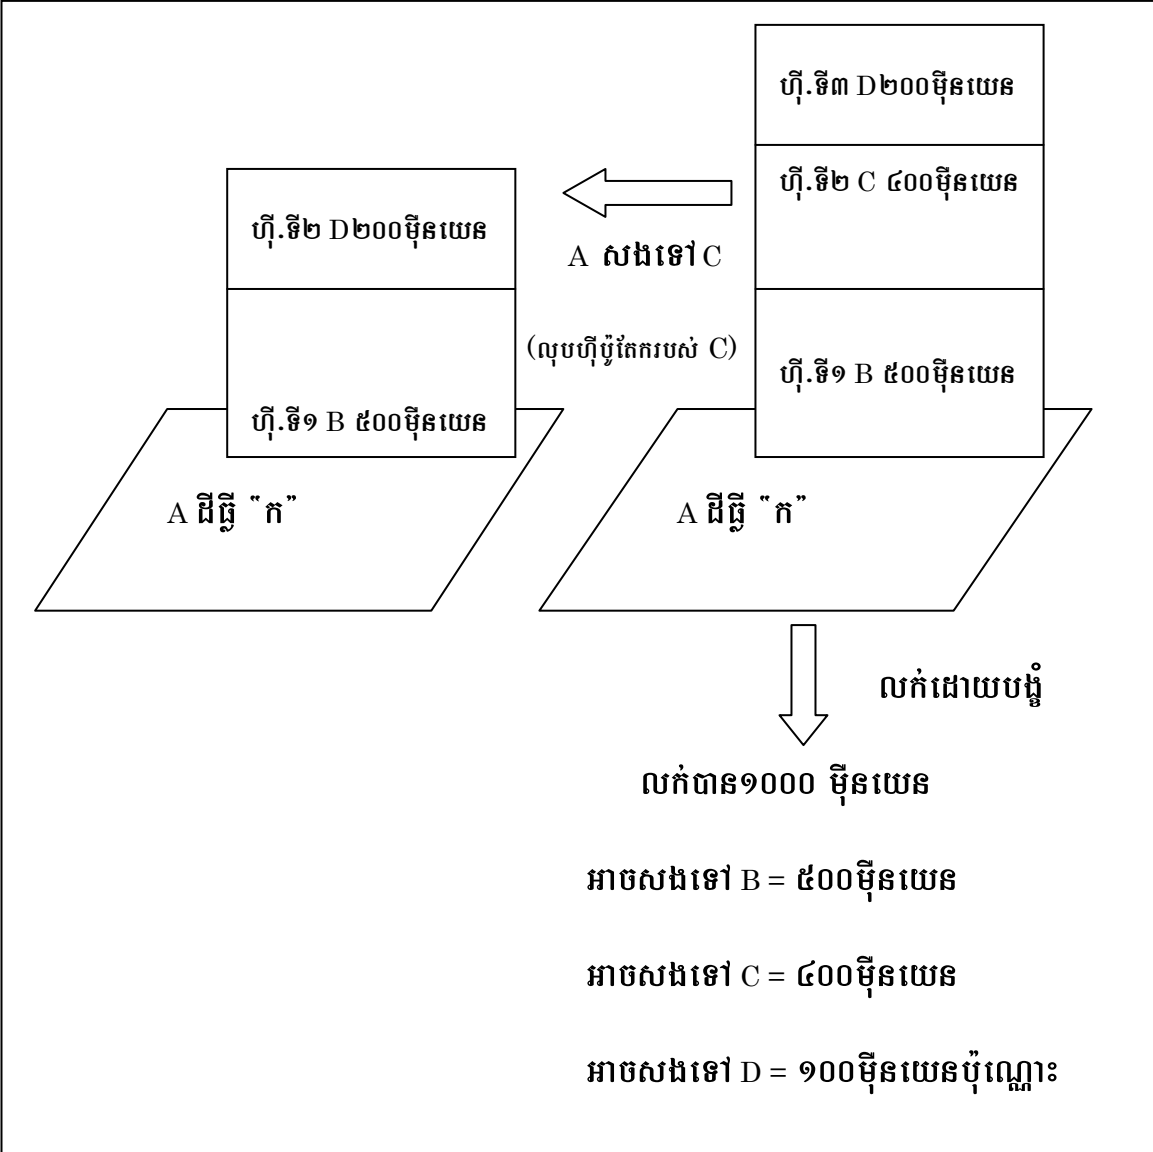 ហ៊ី.ទី៣ D២០០ម៉ឺនយេន
ហ៊ី.ទី២ C ៤០០ម៉ឺនយេន
ហ៊ី.ទី២ D២០០ម៉ឺនយេន
A សងទៅ C
(លុបហ៊ីប៉ូតែករបស់ C)
ហ៊ី.ទី១ B ៥០០ម៉ឺនយេន
ហ៊ី.ទី១ B ៥០០ម៉ឺនយេន
A ដីធ្លី “ក”
A ដីធ្លី “ក”
លក់ដោយបង្ខំ
លក់បាន១០០០ ម៉ឺនយេន
អាចសងទៅ B = ៥០០ម៉ឺនយេន
អាចសងទៅ C = ៤០០ម៉ឺនយេន
អាចសងទៅ D = ១០០ម៉ឺនយេនប៉ុណ្ណោះ